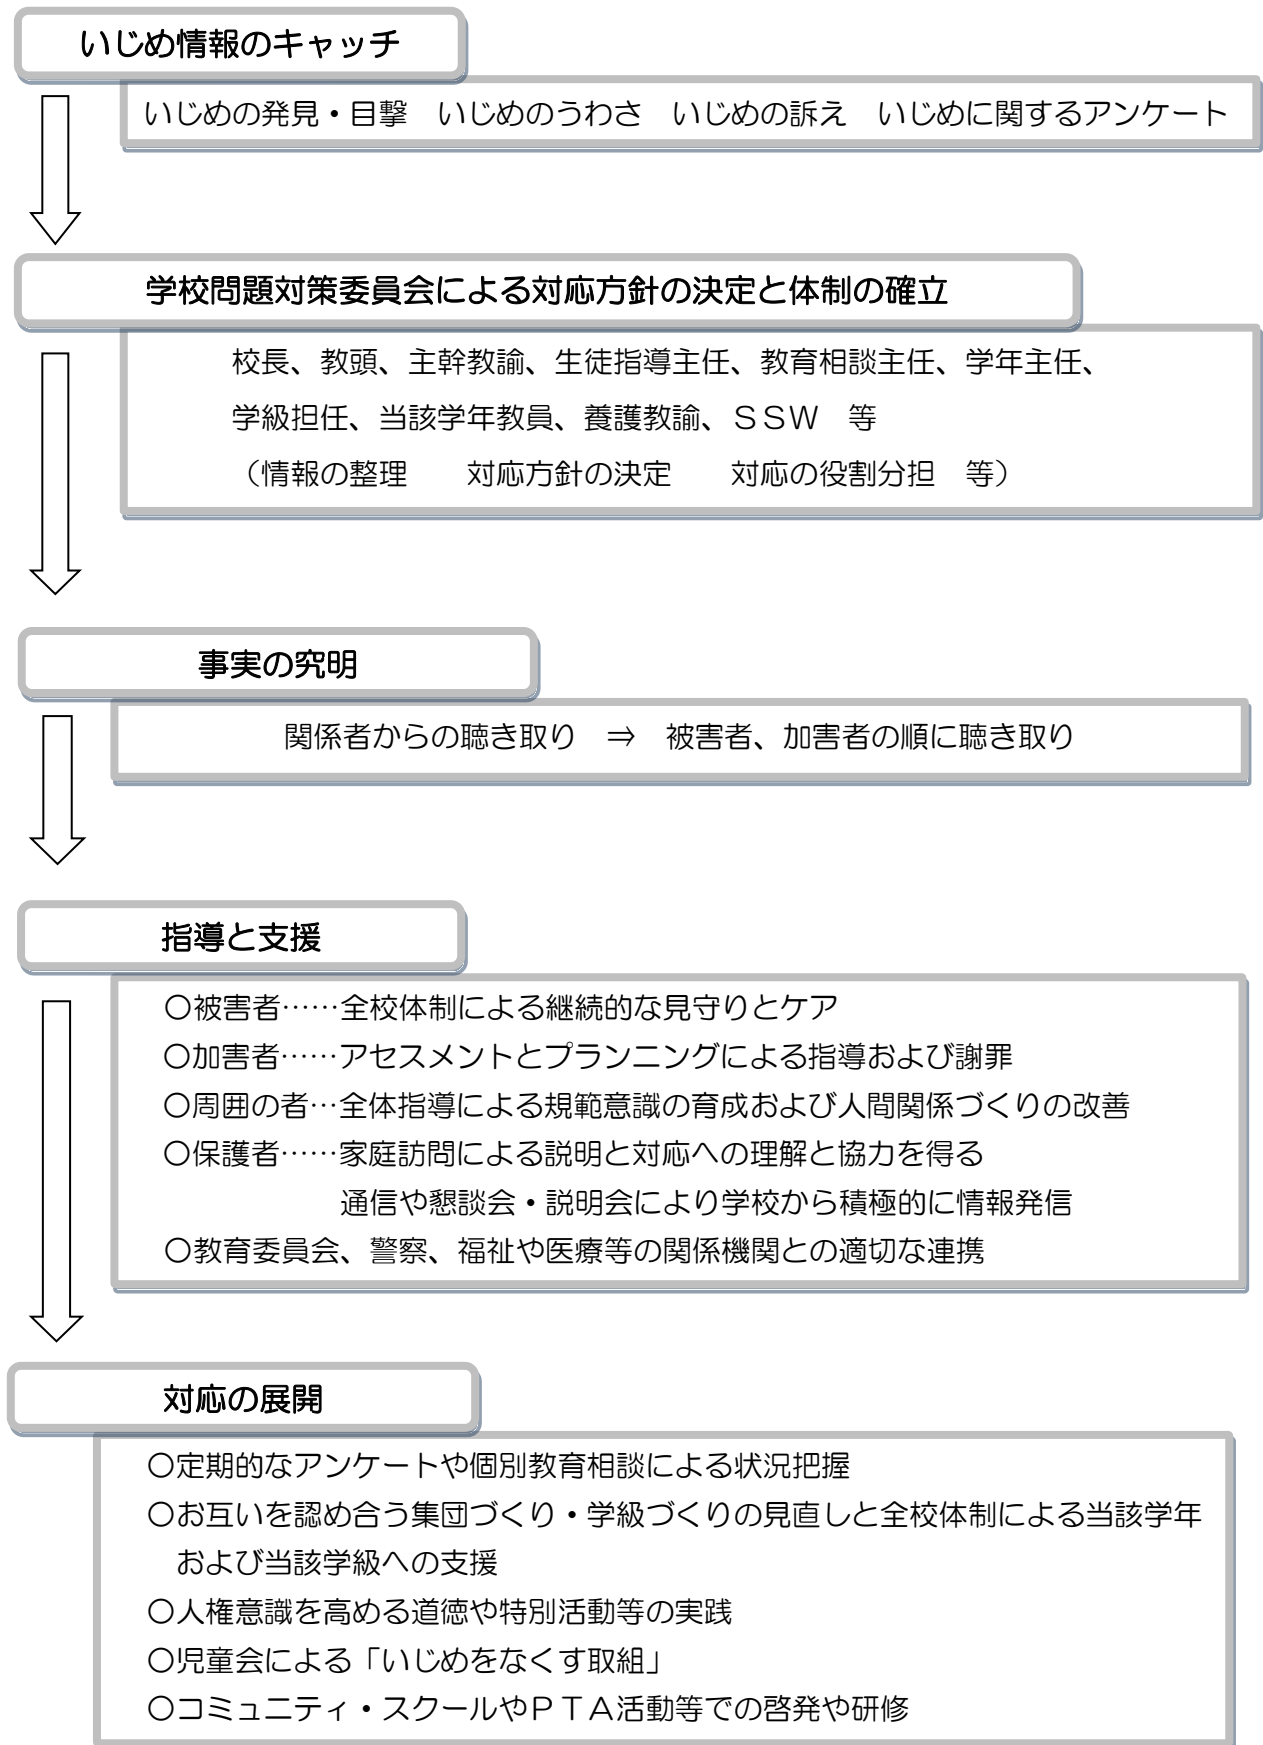 いじめ情報のキャッチ
いじめの発見・目撃　いじめのうわさ　いじめの訴え　いじめに関するアンケート
学校問題対策委員会による対応方針の決定と体制の確立
校長、教頭、主幹教諭、生徒指導主任、教育相談主任、学年主任、
学級担任、当該学年教員、養護教諭、ＳＳＷ　等
（情報の整理　　対応方針の決定　　対応の役割分担　等）
事実の究明
関係者からの聴き取り　⇒　被害者、加害者の順に聴き取り
指導と支援
〇被害者……全校体制による継続的な見守りとケア
〇加害者……アセスメントとプランニングによる指導および謝罪
〇周囲の者…全体指導による規範意識の育成および人間関係づくりの改善
〇保護者……家庭訪問による説明と対応への理解と協力を得る
通信や懇談会・説明会により学校から積極的に情報発信
〇教育委員会、警察、福祉や医療等の関係機関との適切な連携
対応の展開
〇定期的なアンケートや個別教育相談による状況把握
〇お互いを認め合う集団づくり・学級づくりの見直しと全校体制による当該学年
および当該学級への支援
〇人権意識を高める道徳や特別活動等の実践
〇児童会による「いじめをなくす取組」
〇コミュニティ・スクールやＰＴＡ活動等での啓発や研修